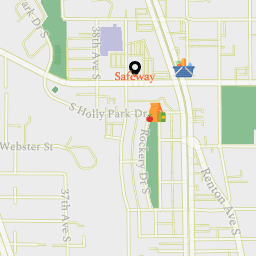 Park Dr S
38th Ave S
Safeway
S Holly Park Dr
Rockery Dr S
Webster St
37th Ave S
Renton Ave S